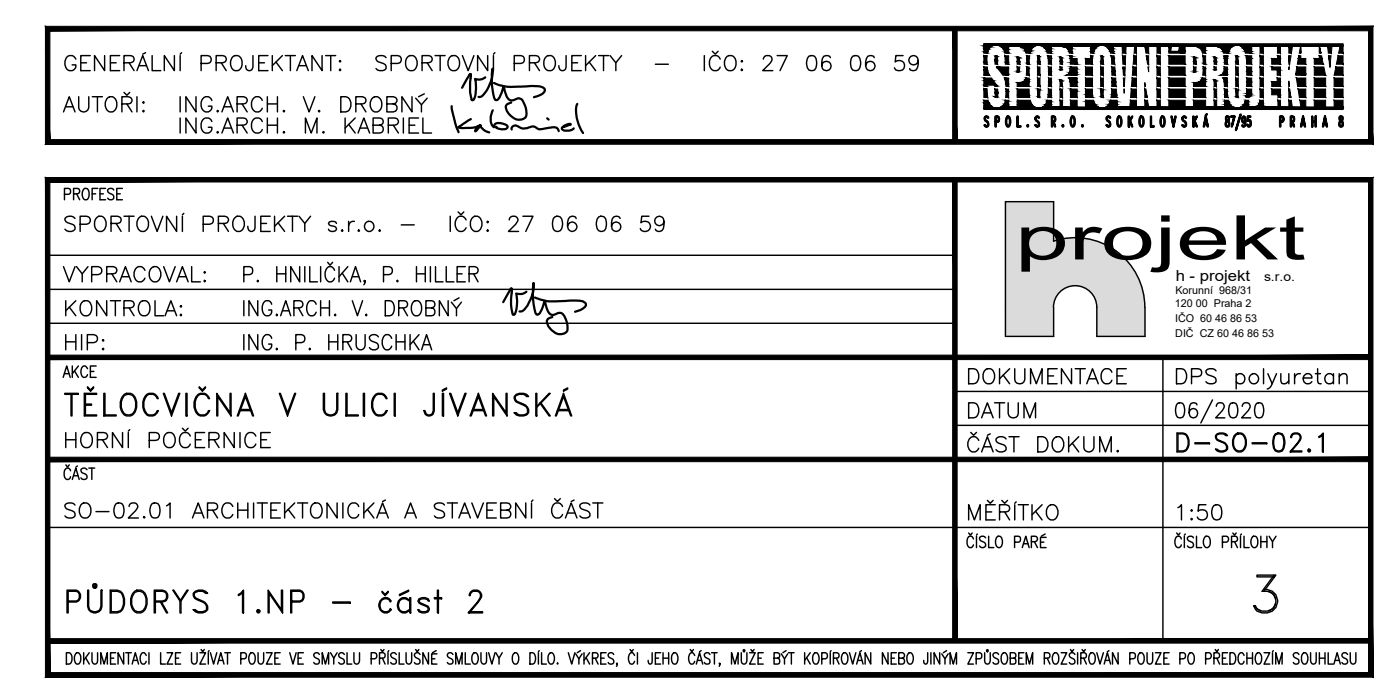 GENERÁLNÍ PROJEKTANT: SPORTOVNÍ PROJEKTY – IČO: 27 06 06 59
AUTOŘI: ING.ARCH. V. DROBNÝ
ING.ARCH. M. KABRIEL
SPORTOVNÍ PROJEKTY
SPOL.S R.O. SOKOLOVSKÁ 87/95 PRAHA 8
PROFESE
SPORTOVNÍ PROJEKTY s.r.o. – IČO: 27 06 06 59
VYPRACOVAL: P. HNILIČKA, P. HILLER
KONTROLA: ING.ARCH. V. DROBNÝ
HIP: ING. P. HRUSCHKA
h projekt
h - projekt s.r.o.
Korunní 968/31
120 00 Praha 2
IČO 60 46 86 53
DIČ CZ 60 46 86 53
AKCE
TĚLOCVIČNA V ULICI JÍVANSKÁ
HORNÍ POČERNICE
DOKUMENTACE DPS polyuretan
DATUM 06/2020
ČÁST DOKUM. D–SO–02.1
ČÁST
SO–02.01 ARCHITEKTONICKÁ A STAVEBNÍ ČÁST
MĚŘÍTKO 1:50
ČÍSLO PARÉ ČÍSLO PŘÍLOHY
PŮDORYS 1.NP – část 2
3
DOKUMENTACI LZE UŽÍVAT POUZE VE SMYSLU PŘÍSLUŠNÉ SMLOUVY O DÍLO. VÝKRES, ČI JEHO ČÁST, MŮŽE BÝT KOPÍROVÁN NEBO JINÝM ZPŮSOBEM ROZŠIŘOVÁN POUZE PO PŘEDCHOZÍM SOUHLASU